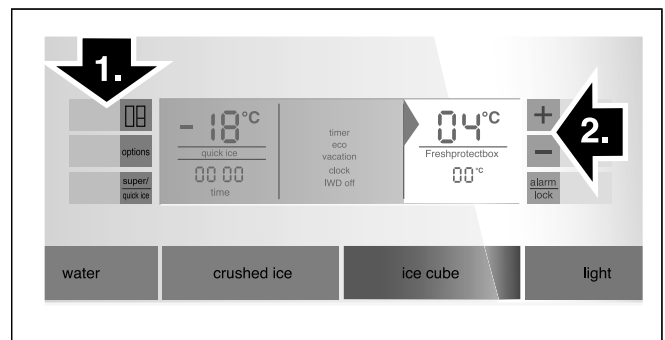 1.
- 18°C
quick ice
00 00
time
timer
eco
vacation
clock
IWD off
04°C
Freshprotectbox
00°C
options
super/
quick ice
+
-
2.
alarm
lock
water
crushed ice
ice cube
light